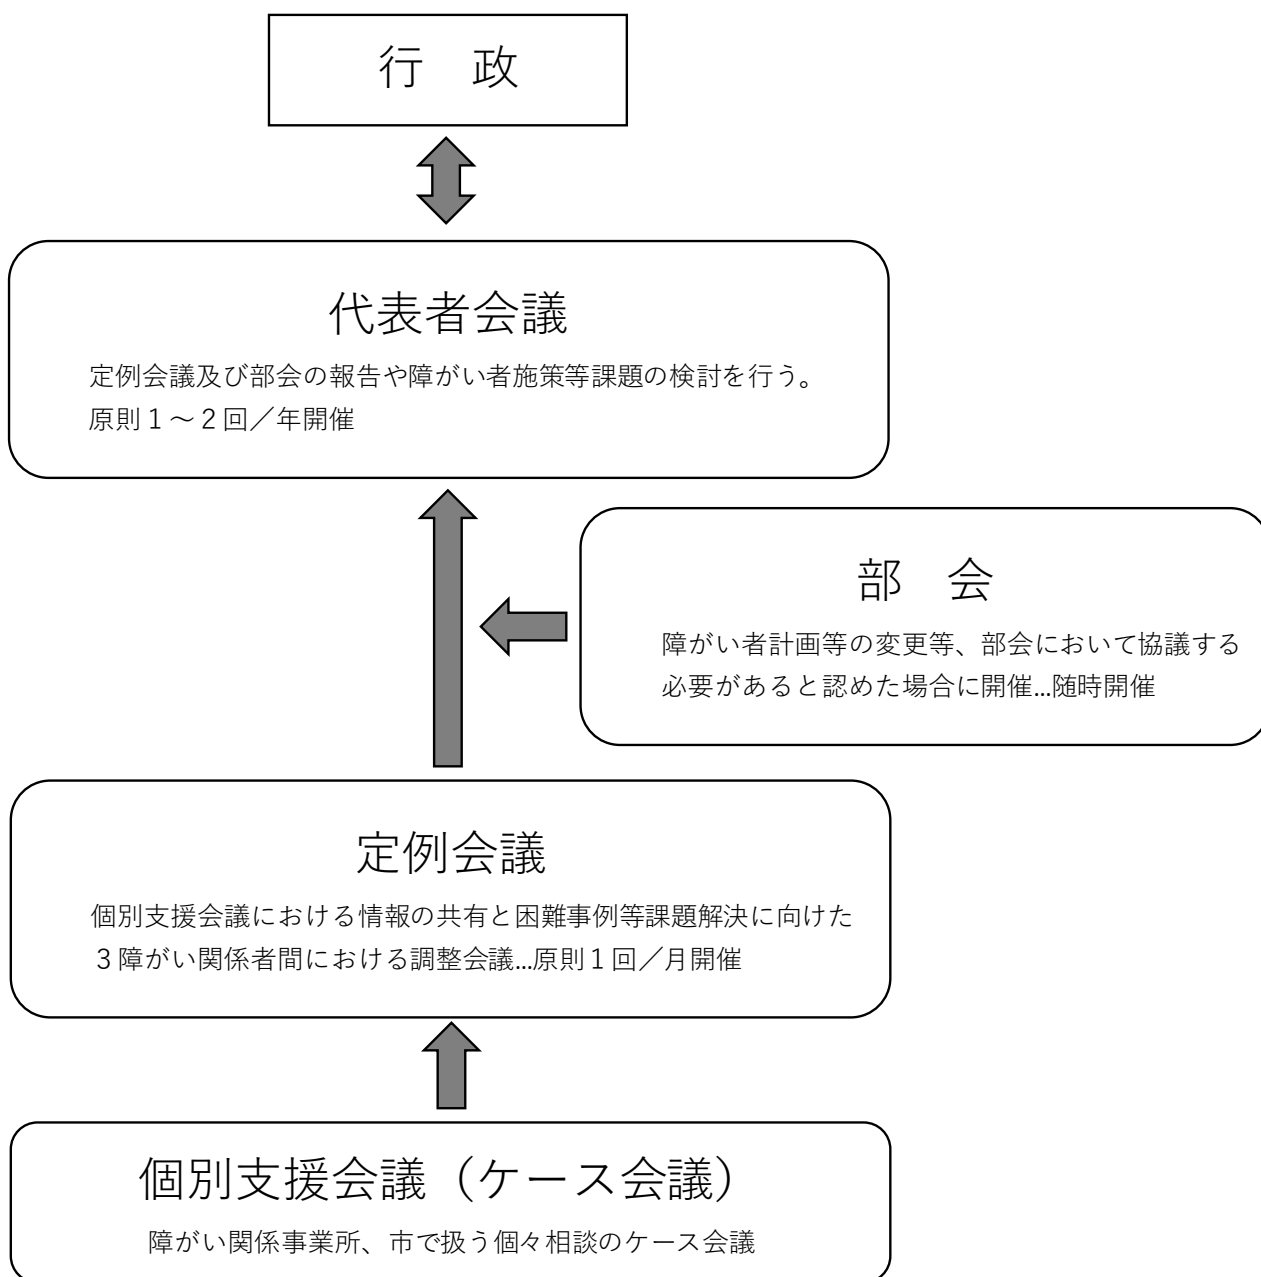 行　政
代表者会議
定例会議及び部会の報告や障がい者施策等課題の検討を行う。
原則１～２回／年開催
部　会
障がい者計画等の変更等、部会において協議する
必要があると認めた場合に開催…随時開催
定例会議
個別支援会議における情報の共有と困難事例等課題解決に向けた
３障がい関係者間における調整会議…原則１回／月開催
個別支援会議（ケース会議）
障がい関係事業所、市で扱う個々相談のケース会議